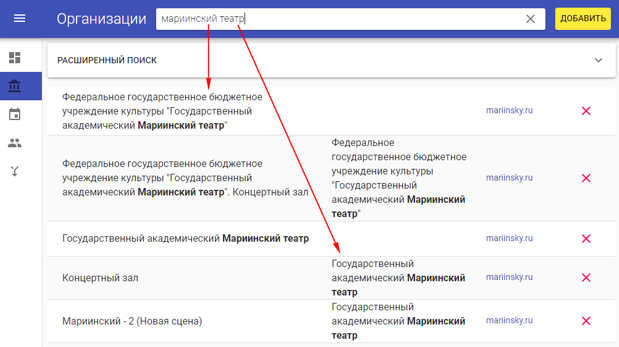 Организации
мариинский театр
ДОБАВИТЬ
РАСШИРЕННЫЙ ПОИСК
Федеральное государственное бюджетное
учреждение культуры "Государственный
академический Мариинский театр"
mariinsky.ru
Федеральное государственное бюджетное
учреждение культуры "Государственный
академический Мариинский театр". Концертный зал
Федеральное
государственное бюджетное
учреждение культуры
"Государственный
академический Мариинский
театр"
mariinsky.ru
Государственный академический Мариинский театр
mariinsky.ru
Концертный зал
Государственный
академический Мариинский
театр
mariinsky.ru
Мариинский - 2 (Новая сцена)
Государственный
академический Мариинский
театр
mariinsky.ru